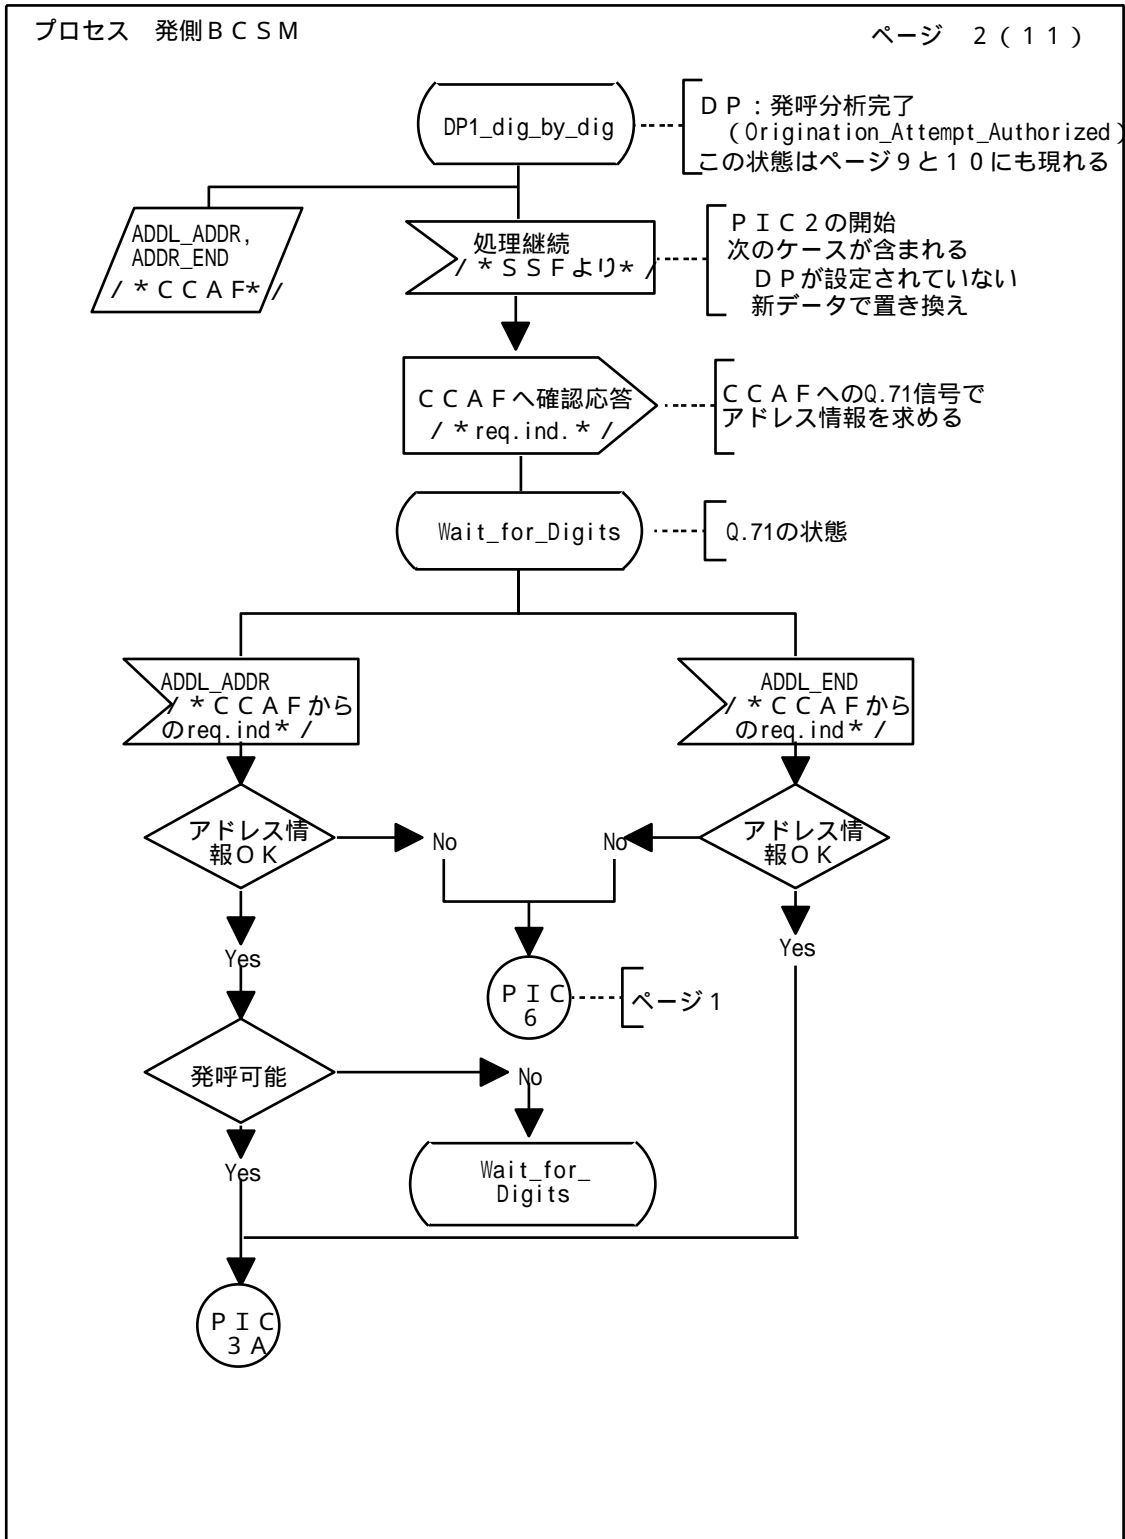 プロセス　発側ＢＣＳＭ
ページ　２（１１）
DP1_dig_by_dig
ＤＰ：発呼分析完了
（Origination_Attempt_Authorized）
この状態はページ９と１０にも現れる
ADDL_ADDR,
ADDR_END
/＊ＣＣＡＦ＊/
処理継続
/＊ＳＳＦより＊/
ＰＩＣ２の開始
次のケースが含まれる
ＤＰが設定されていない
新データで置き換え
ＣＣＡＦへ確認応答
/＊req.ind.＊/
ＣＣＡＦへのQ.71信号で
アドレス情報を求める
Wait_for_Digits
Q.71の状態
ADDL_ADDR
/＊ＣＣＡＦから
のreq.ind＊/
ADDL_END
/＊ＣＣＡＦから
のreq.ind＊/
アドレス情
報ＯＫ
No
No
アドレス情
報ＯＫ
Yes
Yes
ＰＩＣ
６
ページ１
発呼可能
No
Yes
Wait_for_
Digits
ＰＩＣ
３Ａ